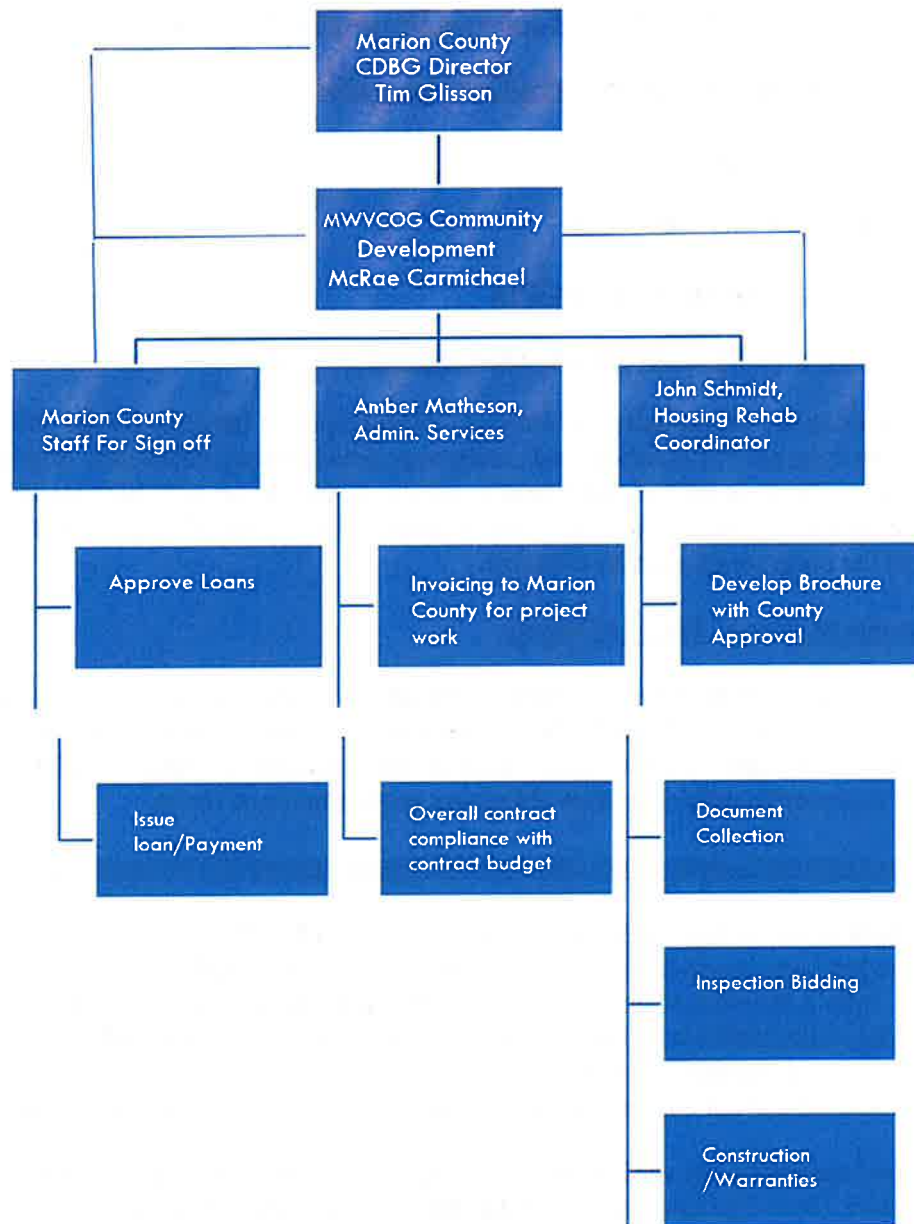 Marion County
CDBG Director
Tim Glisson
MWVCOG Community
Development
McRae Carmichael
Marion County
Staff For Sign off
Amber Matheson,
Admin. Services
John Schmidt,
Housing Rehab
Coordinator
Approve Loans
Invoicing to Marion
County for project
work
Develop Brochure
with County
Approval
Issue
loan/Payment
Overall contract
compliance with
contract budget
Document
Collection
Inspection Bidding
Construction
/Warranties